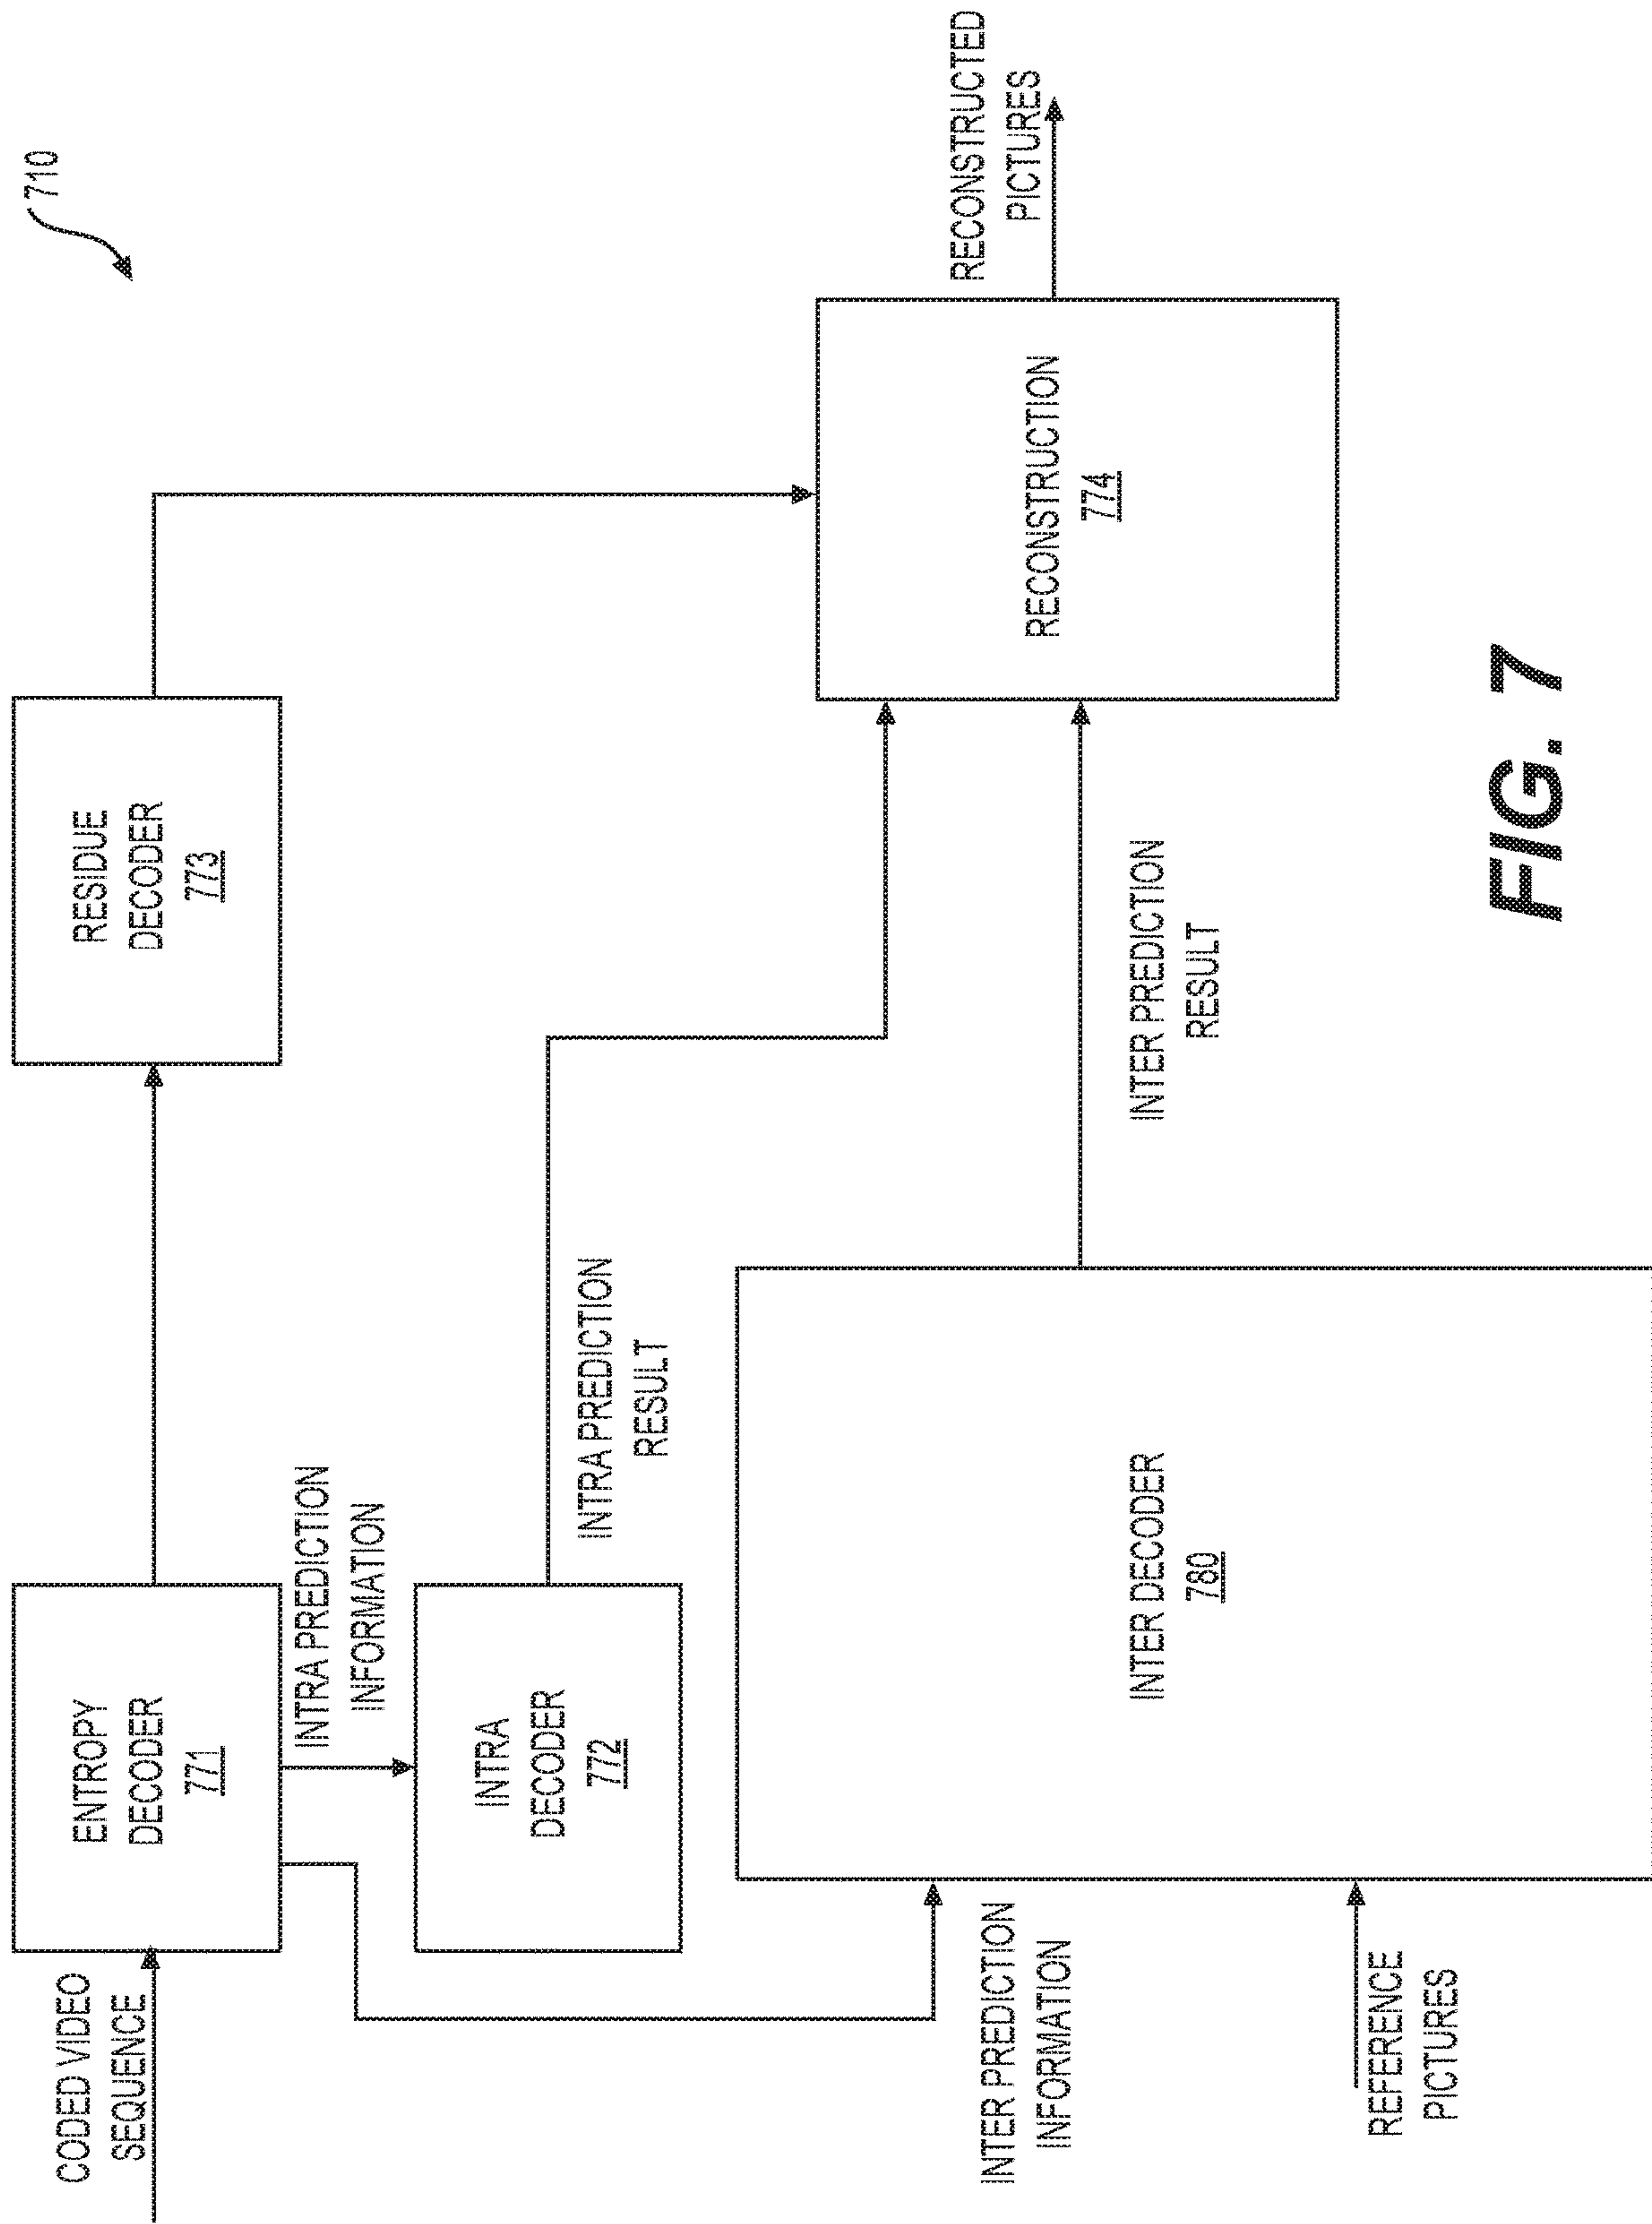 710
CODED VIDEO
SEQUENCE
ENTROPY
DECODER
771
RESIDUE
DECODER
773
INTRA PREDICTION
INFORMATION
INTRA
DECODER
772
INTRA PREDICTION
RESULT
RECONSTRUCTED
PICTURES
RECONSTRUCTION
774
INTER PREDICTION
INFORMATION
INTER DECODER
780
INTER PREDICTION
RESULT
REFERENCE
PICTURES
FIG. 7